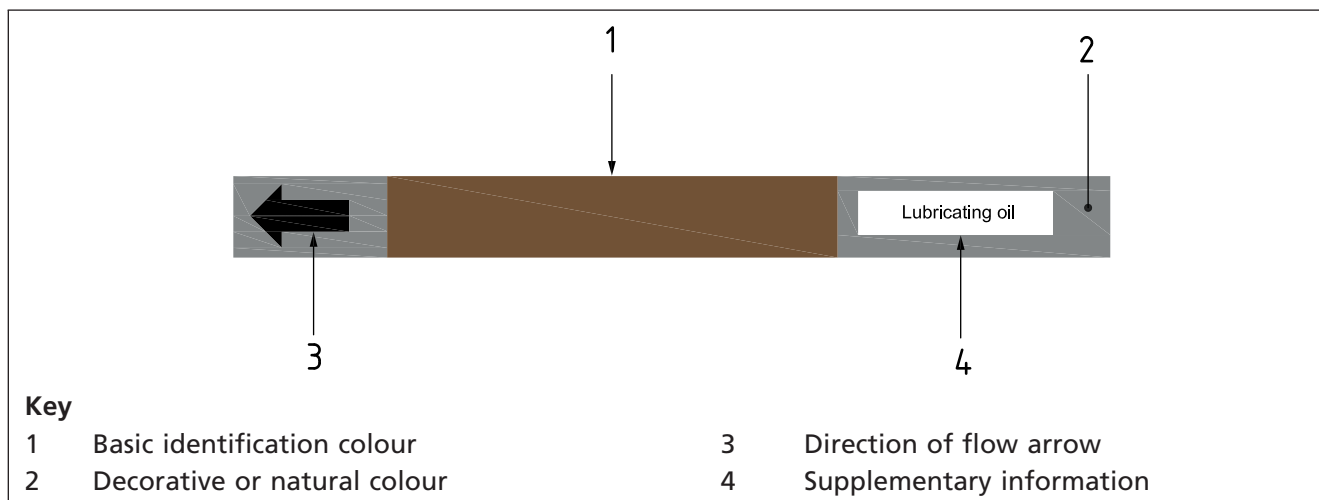 1
2
Lubricating oil
3
4
Key
1 Basic identification colour
2 Decorative or natural colour
3 Direction of flow arrow
4 Supplementary information